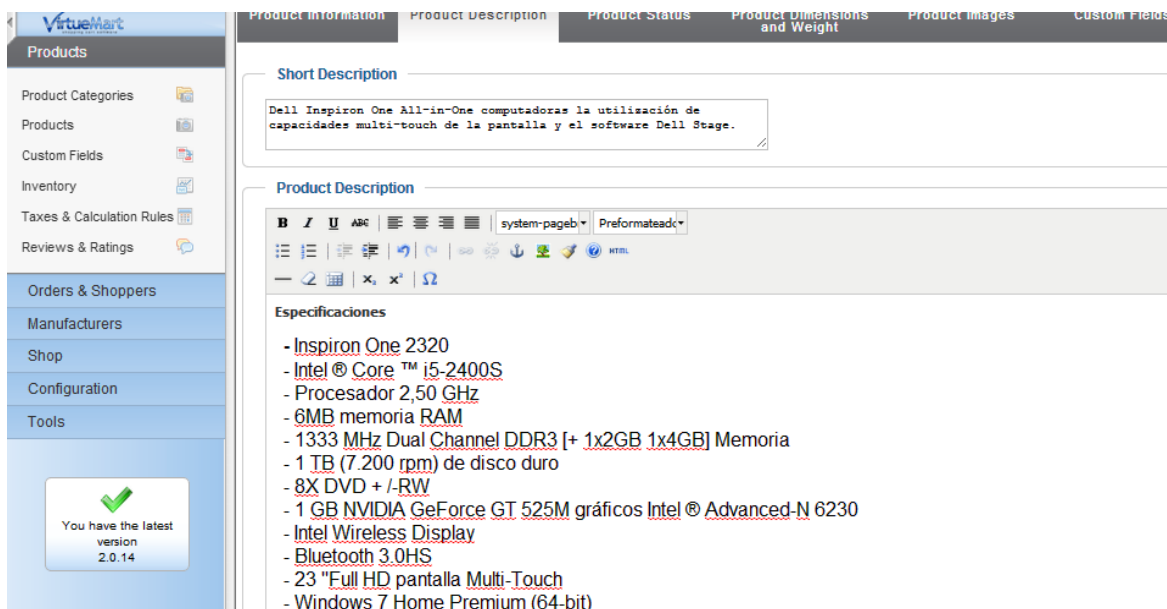 VirtueMart
Products
Product Categories
Products
Custom Fields
Inventory
Taxes & Calculation Rules
Reviews & Ratings
Orders & Shoppers
Manufacturers
Shop
Configuration
Tools
You have the latest
version
2.0.14
Product Information
Product Description
Product Status
Product Dimensions
and Weight
Product Images
Custom Fields
Short Description
Dell Inspiron One All-in-One computadoras la utilización de
capacidades multi-touch de la pantalla y el software Dell Stage.
Product Description
B I U ABC system-pageb Preformateado
HTML
x₂ x² Ω
Especificaciones
- Inspiron One 2320
- Intel ® Core ™ i5-2400S
- Procesador 2,50 GHz
- 6MB memoria RAM
- 1333 MHz Dual Channel DDR3 [+ 1x2GB 1x4GB] Memoria
- 1 TB (7.200 rpm) de disco duro
- 8X DVD + /-RW
- 1 GB NVIDIA GeForce GT 525M gráficos Intel ® Advanced-N 6230
- Intel Wireless Display
- Bluetooth 3.0HS
- 23 "Full HD pantalla Multi-Touch
- Windows 7 Home Premium (64-bit)